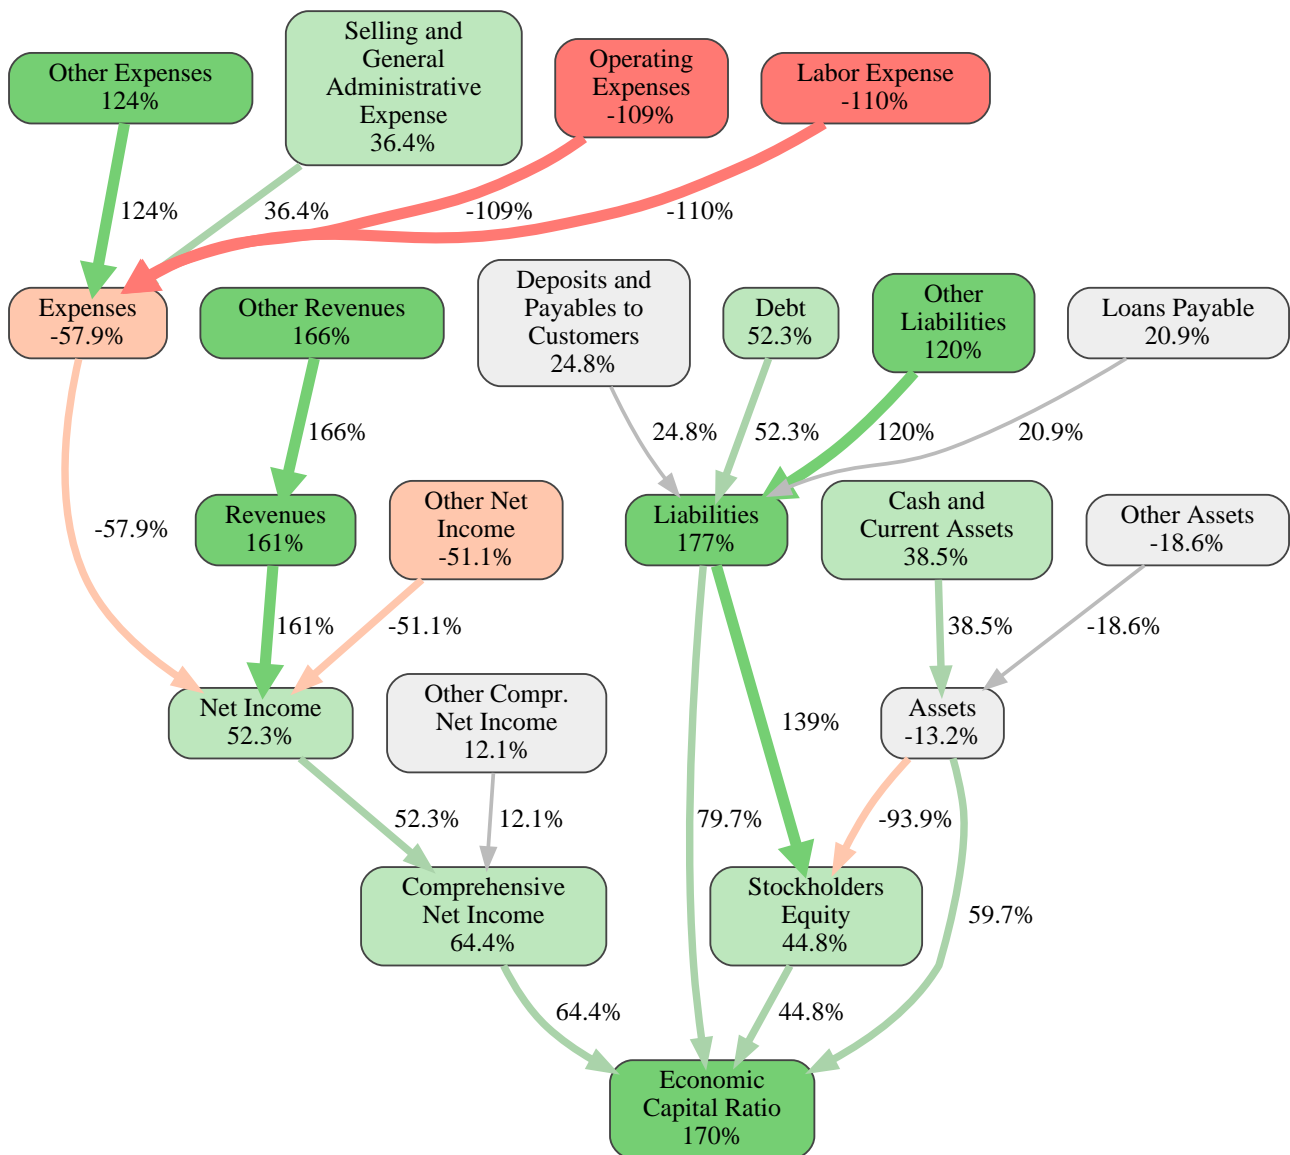 Other Expenses
124%
Selling and
General
Administrative
Expense
36.4%
Operating
Expenses
-109%
Labor Expense
-110%
124%
36.4%
-109%
-110%
Expenses
-57.9%
Other Revenues
166%
Deposits and
Payables to
Customers
24.8%
Debt
52.3%
Other
Liabilities
120%
Loans Payable
20.9%
166%
24.8%
52.3%
120%
20.9%
-57.9%
Revenues
161%
Other Net
Income
-51.1%
Liabilities
177%
Cash and
Current Assets
38.5%
Other Assets
-18.6%
161%
-51.1%
38.5%
-18.6%
Net Income
52.3%
Other Compr.
Net Income
12.1%
139%
Assets
-13.2%
52.3%
12.1%
79.7%
-93.9%
Comprehensive
Net Income
64.4%
Stockholders
Equity
44.8%
59.7%
64.4%
44.8%
Economic
Capital Ratio
170%